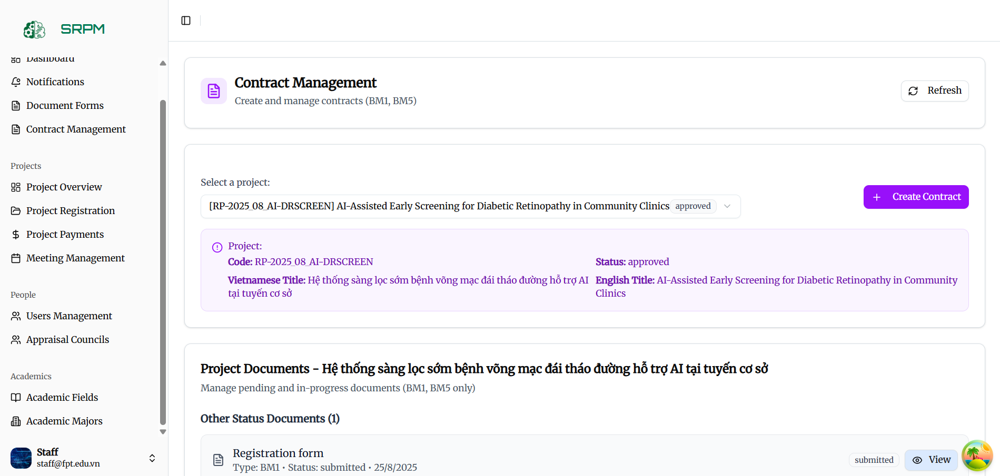 SRPM
Dashboard
Notifications
Document Forms
Contract Management
Projects
Project Overview
Project Registration
Project Payments
Meeting Management
People
Users Management
Appraisal Councils
Academics
Academic Fields
Academic Majors
Staff
staff@fpt.edu.vn
Contract Management
Create and manage contracts (BM1, BM5)
Refresh
Select a project:
[RP-2025_08_AI-DRSCREEN] AI-Assisted Early Screening for Diabetic Retinopathy in Community Clinics approved
Create Contract
Project:
Code: RP-2025_08_AI-DRSCREEN
Status: approved
Vietnamese Title: Hệ thống sàng lọc sớm bệnh võng mạc đái tháo đường hỗ trợ AI
tại tuyến cơ sở
English Title: AI-Assisted Early Screening for Diabetic Retinopathy in Community
Clinics
Project Documents - Hệ thống sàng lọc sớm bệnh võng mạc đái tháo đường hỗ trợ AI tại tuyến cơ sở
Manage pending and in-progress documents (BM1, BM5 only)
Other Status Documents (1)
Registration form
Type: BM1 • Status: submitted • 25/8/2025
submitted
View